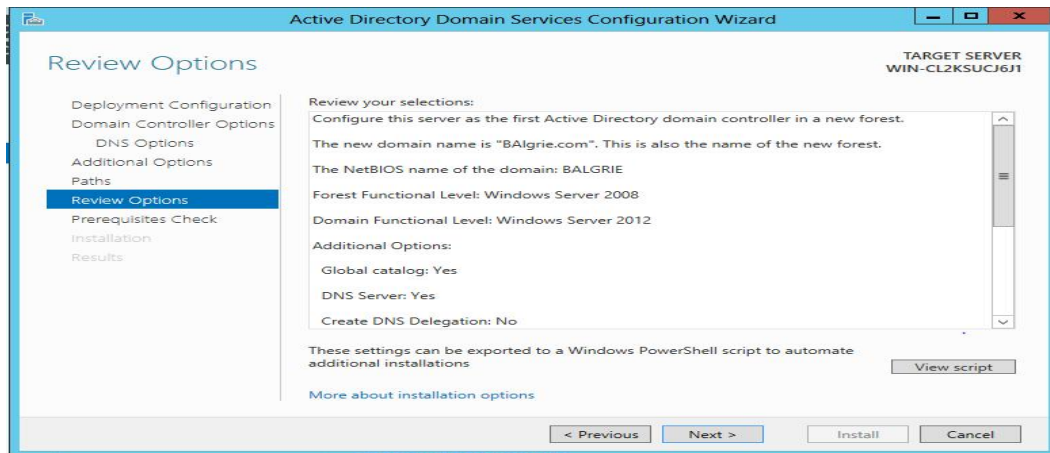 Active Directory Domain Services Configuration Wizard
Review Options
TARGET SERVER
WIN-CL2KSUCJ6J1
Deployment Configuration
Domain Controller Options
DNS Options
Additional Options
Paths
Review Options
Prerequisites Check
Installation
Results
Review your selections:
Configure this server as the first Active Directory domain controller in a new forest.
The new domain name is "BAlgrie.com". This is also the name of the new forest.
The NetBIOS name of the domain: BALGRIE
Forest Functional Level: Windows Server 2008
Domain Functional Level: Windows Server 2012
Additional Options:
Global catalog: Yes
DNS Server: Yes
Create DNS Delegation: No
These settings can be exported to a Windows PowerShell script to automate
additional installations
View script
More about installation options
< Previous
Next >
Install
Cancel